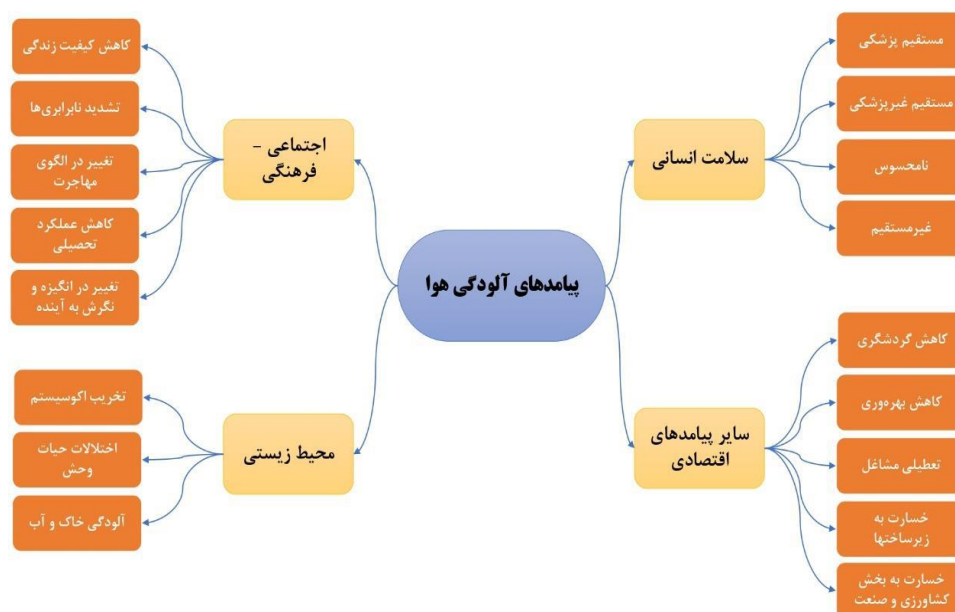 پیامدهای آلودگی هوا
سلامت انسانی
مستقیم پزشکی
مستقیم غیرپزشکی
نامحسوس
غیرمستقیم
سایر پیامدهای
اقتصادی
کاهش گردشگری
کاهش بهره‌وری
تعطیلی مشاغل
خسارت به
زیرساختها
خسارت به بخش
کشاورزی و صنعت
اجتماعی –
فرهنگی
کاهش کیفیت زندگی
تشدید نابرابری‌ها
تغییر در الگوی
مهاجرت
کاهش عملکرد
تحصیلی
تغییر در انگیزه و
نگرش به آینده
محیط زیستی
تخریب اکوسیستم
اختلالات حیات
وحش
آلودگی خاک و آب